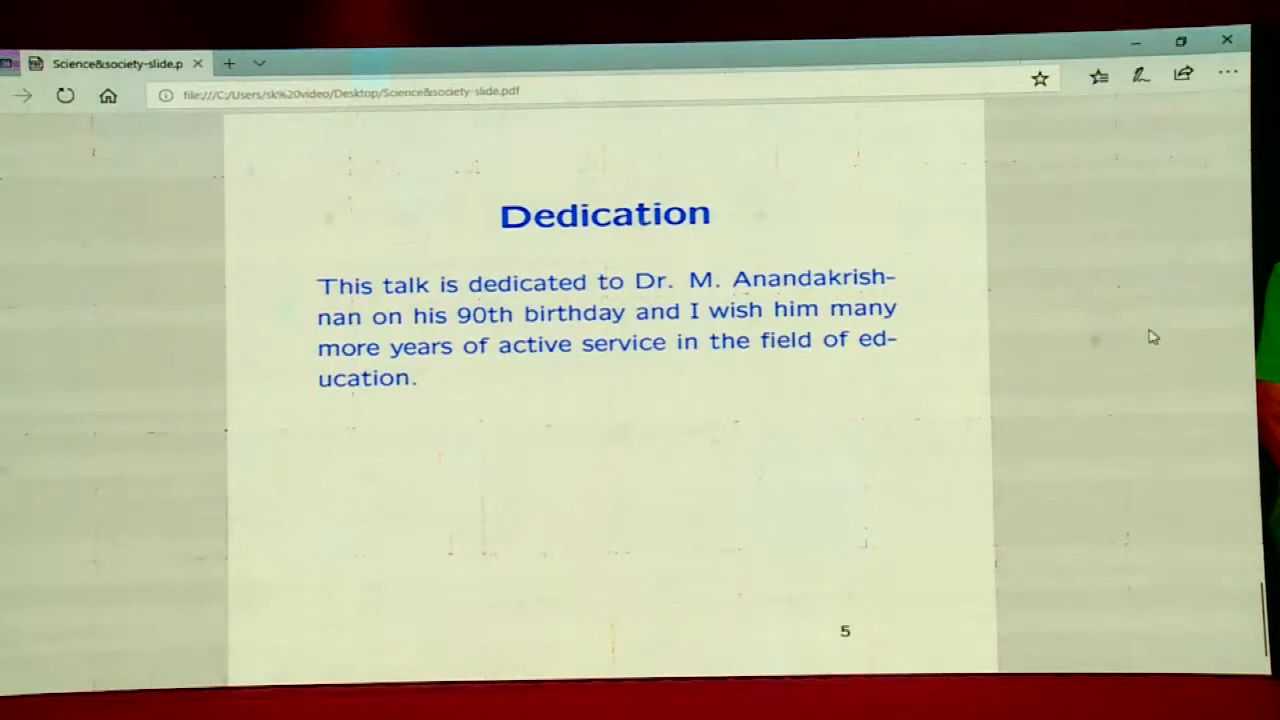 Science&society-slide.p
file:///C:/Users/sk%20video/Desktop/Science&society-slide.pdf
Dedication
This talk is dedicated to Dr. M. Anandakrish-
nan on his 90th birthday and I wish him many
more years of active service in the field of ed-
ucation.
5